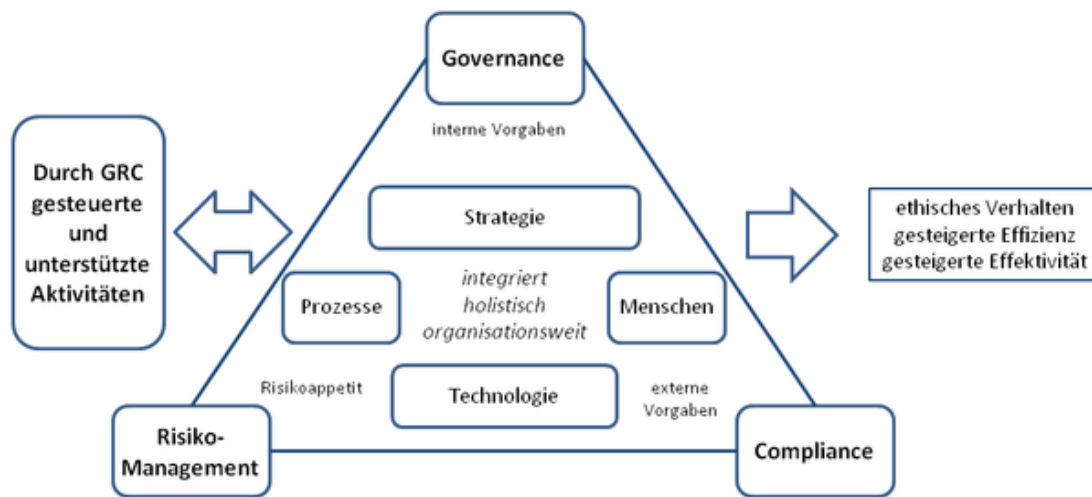 Governance
interne Vorgaben
Durch GRC
gesteuerte
und
unterstützte
Aktivitäten
Strategie
ethisches Verhalten
gesteigerte Effizienz
gesteigerte Effektivität
Prozesse
integriert
holistisch
organisationsweit
Menschen
Risikoappetit
Technologie
externe
Vorgaben
Risiko-
Management
Compliance